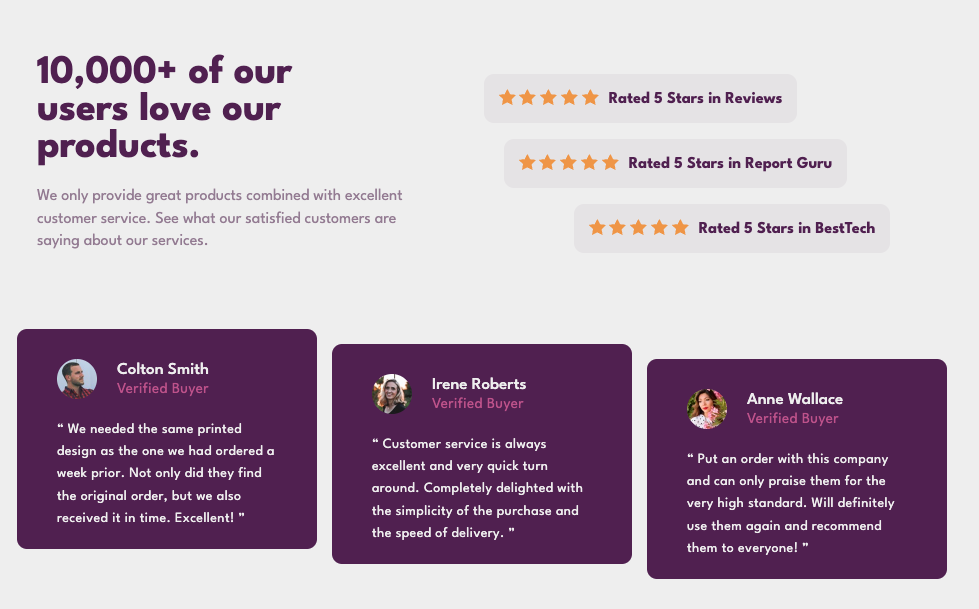 10,000+ of our
users love our
products.
We only provide great products combined with excellent
customer service. See what our satisfied customers are
saying about our services.
Rated 5 Stars in Reviews
Rated 5 Stars in Report Guru
Rated 5 Stars in BestTech
Colton Smith
Verified Buyer
“ We needed the same printed
design as the one we had ordered a
week prior. Not only did they find
the original order, but we also
received it in time. Excellent! ”
Irene Roberts
Verified Buyer
“ Customer service is always
excellent and very quick turn
around. Completely delighted with
the simplicity of the purchase and
the speed of delivery. ”
Anne Wallace
Verified Buyer
“ Put an order with this company
and can only praise them for the
very high standard. Will definitely
use them again and recommend
them to everyone! ”